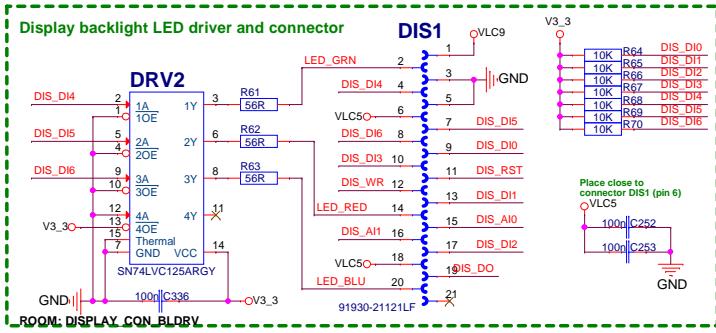 Display backlight LED driver and connector
DIS1
DRV2
LED_GRN
VLC9
V3_3
DIS_DI4
2
1A
1Y
3
R61
56R
1
1OE
DIS_DI5
5
2A
2Y
6
R62
56R
4
2OE
DIS_DI6
9
3A
3Y
8
R63
56R
10
3OE
12
4A
4Y
11
V3_3
13
4OE
15
Thermal
7
GND
VCC
14
SN74LVC125ARGY
GND
100n
C336
V3_3
ROOM: DISPLAY_CON_BLDRV
1
2
3
GND
DIS_DI4
4
5
VLC5
6
7
DIS_DI5
DIS_DI6
8
9
DIS_DI0
DIS_DI3
10
11
DIS_RST
DIS_WR
12
13
DIS_DI1
LED_RED
14
15
DIS_AI0
DIS_AI1
16
17
DIS_DI2
VLC5
18
19
DIS_DO
LED_BLU
20
21
91930-21121LF
10K
R64
DIS_DI0
10K
R65
DIS_DI1
10K
R66
DIS_DI2
10K
R67
DIS_DI3
10K
R68
DIS_DI4
10K
R69
DIS_DI5
10K
R70
DIS_DI6
Place close to
connector DIS1 (pin 6)
VLC5
100n
C252
100n
C253
GND